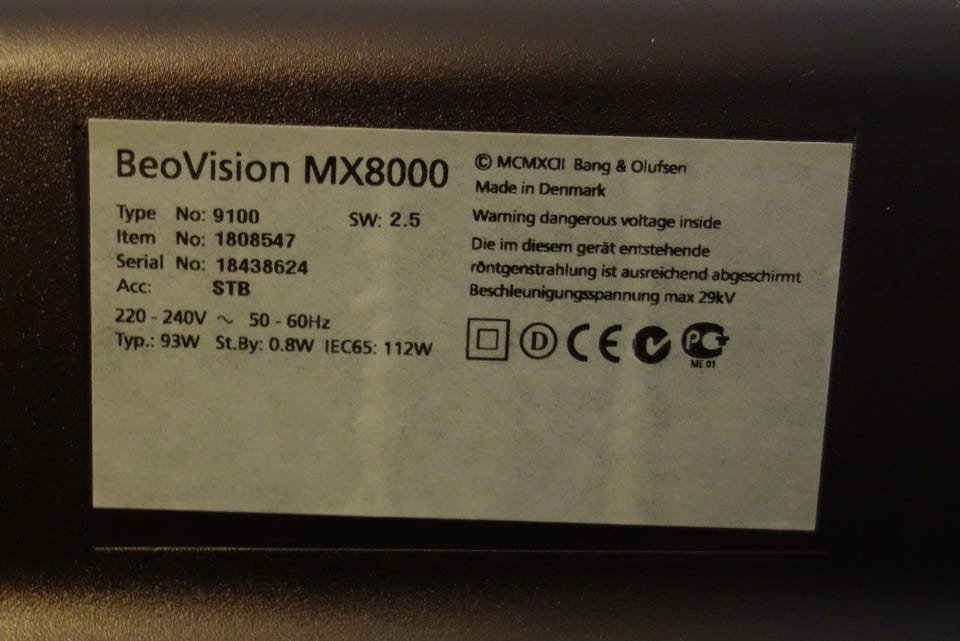 BeoVision MX8000
Type No: 9100 SW: 2.5
Item No: 1808547
Serial No: 18438624
Acc: STB
220 - 240V ~ 50 - 60Hz
Typ.: 93W St.By: 0.8W IEC65: 112W
© MCMXCII Bang & Olufsen
Made in Denmark
Warning dangerous voltage inside
Die im diesem gerät entstehende
röntgenstrahlung ist ausreichend abgeschirmt
Beschleunigungsspannung max 29kV
D CE PCT
ME 01